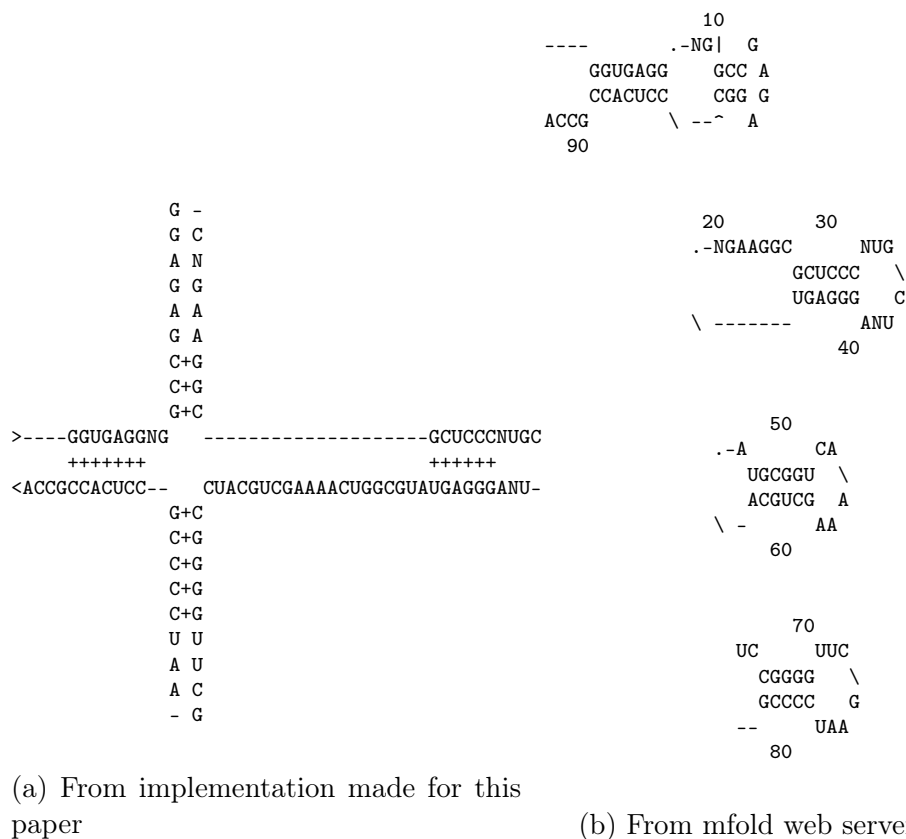 10
----       .-NG|  G
    GGUGAGG    GCC A
    CCACUCC    CGG G
ACCG       \ --^  A
  90
G -
G C
A N
G G
A A
G A
C+G
C+G
G+C
>----GGUGAGGNG   --------------------GCUCCCNUGC
     +++++++                         ++++++
<ACCGCCACUCC--   CUACGUCGAAAACUGGCGUAUGAGGGANU-
G+C
C+G
C+G
C+G
C+G
U U
A U
A C
- G
 20        30
.-NGAAGGC      NUG
         GCUCCC   \
         UGAGGG   C
\ -------      ANU
             40
     50
.-A      CA
   UGCGGU  \
   ACGUCG  A
\ -      AA
     60
     70
UC     UUC
  CGGGG   \
  GCCCC   G
--     UAA
   80
(a) From implementation made for this
paper
(b) From mfold web serve